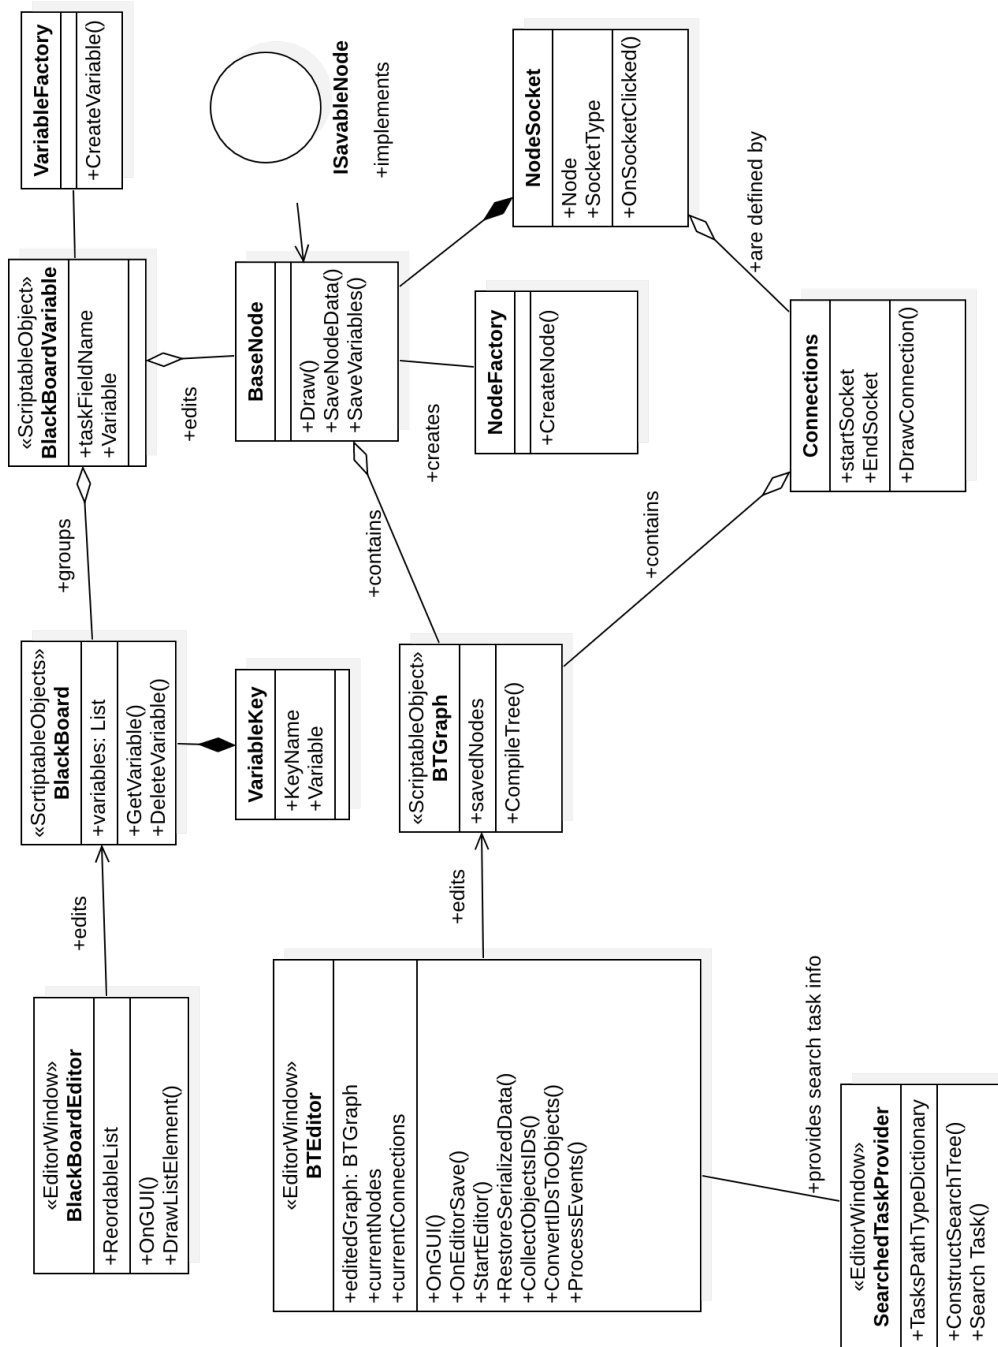 «EditorWindow»
BlackBoardEditor
+ReordableList
+OnGUI()
+DrawListElement()
+edits
«ScrtiptableObjects»
BlackBoard
+variables: List
+GetVariable()
+DeleteVariable()
+groups
«ScriptableObject»
BlackBoardVariable
+taskFieldName
+Variable
VariableFactory
+CreateVariable()
VariableKey
+KeyName
+Variable
+edits
BaseNode
+Draw()
+SaveNodeData()
+SaveVariables()
ISavableNode
+implements
«EditorWindow»
BTEditor
+editedGraph: BTGraph
+currentNodes
+currentConnections
+OnGUI()
+OnEditorSave()
+StartEditor()
+RestoreSerializedData()
+CollectObjectsIDs()
+ConvertIDsToObjects()
+ProcessEvents()
+edits
«ScriptableObject»
BTGraph
+savedNodes
+CompileTree()
+contains
+creates
NodeFactory
+CreateNode()
NodeSocket
+Node
+SocketType
+OnSocketClicked()
+contains
+are defined by
Connections
+startSocket
+EndSocket
+DrawConnection()
+provides search task info
«EditorWindow»
SearchedTaskProvider
+TasksPathTypeDictionary
+ConstructSearchTree()
+Search Task()